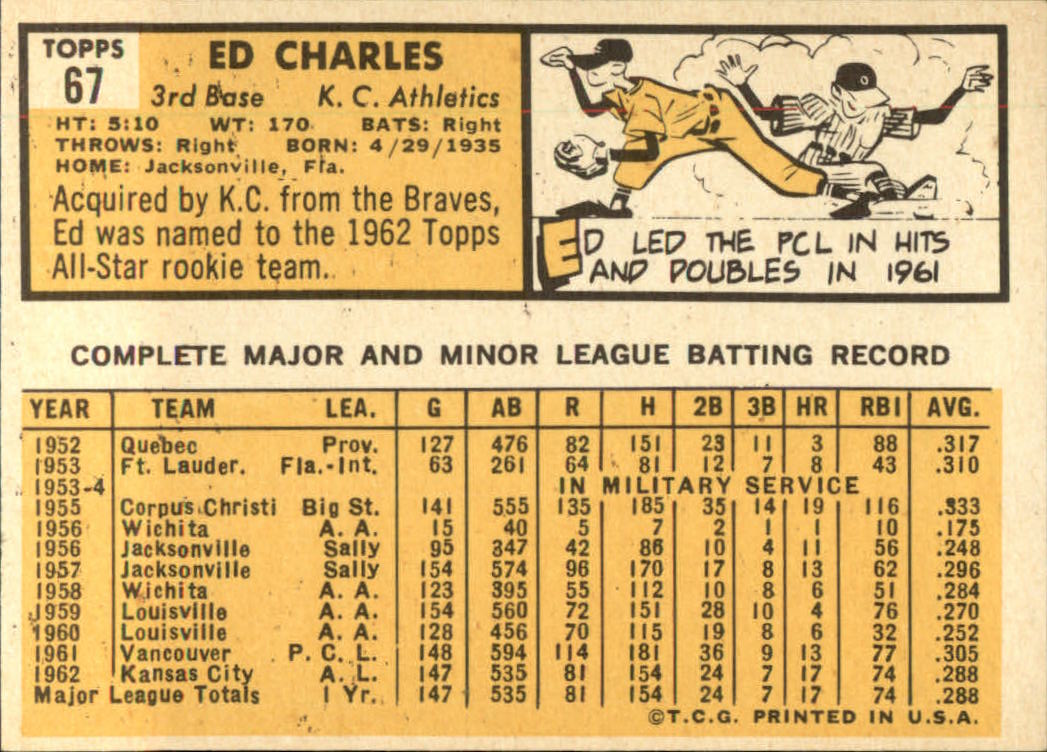 TOPPS
67
ED CHARLES
3rd Base K. C. Athletics
HT: 5:10 WT: 170 BATS: Right
THROWS: Right BORN: 4/29/1935
HOME: Jacksonville, Fla.
Acquired by K.C. from the Braves,
Ed was named to the 1962 Topps
All-Star rookie team.
ED LED THE PCL IN HITS
AND DOUBLES IN 1961
COMPLETE MAJOR AND MINOR LEAGUE BATTING RECORD
YEAR TEAM LEA. G AB R H 2B 3B HR RBI AVG.
1952 Quebec Prov. 127 476 82 151 23 11 3 88 .317
1953 Ft. Lauder. Fla.-Int. 63 261 64 81 12 7 8 43 .310
1953-4 IN MILITARY SERVICE
1955 Corpus Christi Big St. 141 555 135 185 35 14 19 116 .333
1956 Wichita A. A. 15 40 5 7 2 1 1 10 .175
1956 Jacksonville Sally 95 347 42 86 10 4 11 56 .248
1957 Jacksonville Sally 154 574 96 170 17 8 13 62 .296
1958 Wichita A. A. 123 395 55 112 10 8 6 51 .284
1959 Louisville A. A. 154 560 72 151 28 10 4 76 .270
1960 Louisville A. A. 128 456 70 115 19 8 6 32 .252
1961 Vancouver P. C. L. 148 594 114 181 36 9 13 77 .305
1962 Kansas City A. L. 147 535 81 154 24 7 17 74 .288
Major League Totals 1 Yr. 147 535 81 154 24 7 17 74 .288
©T.C.G. PRINTED IN U.S.A.